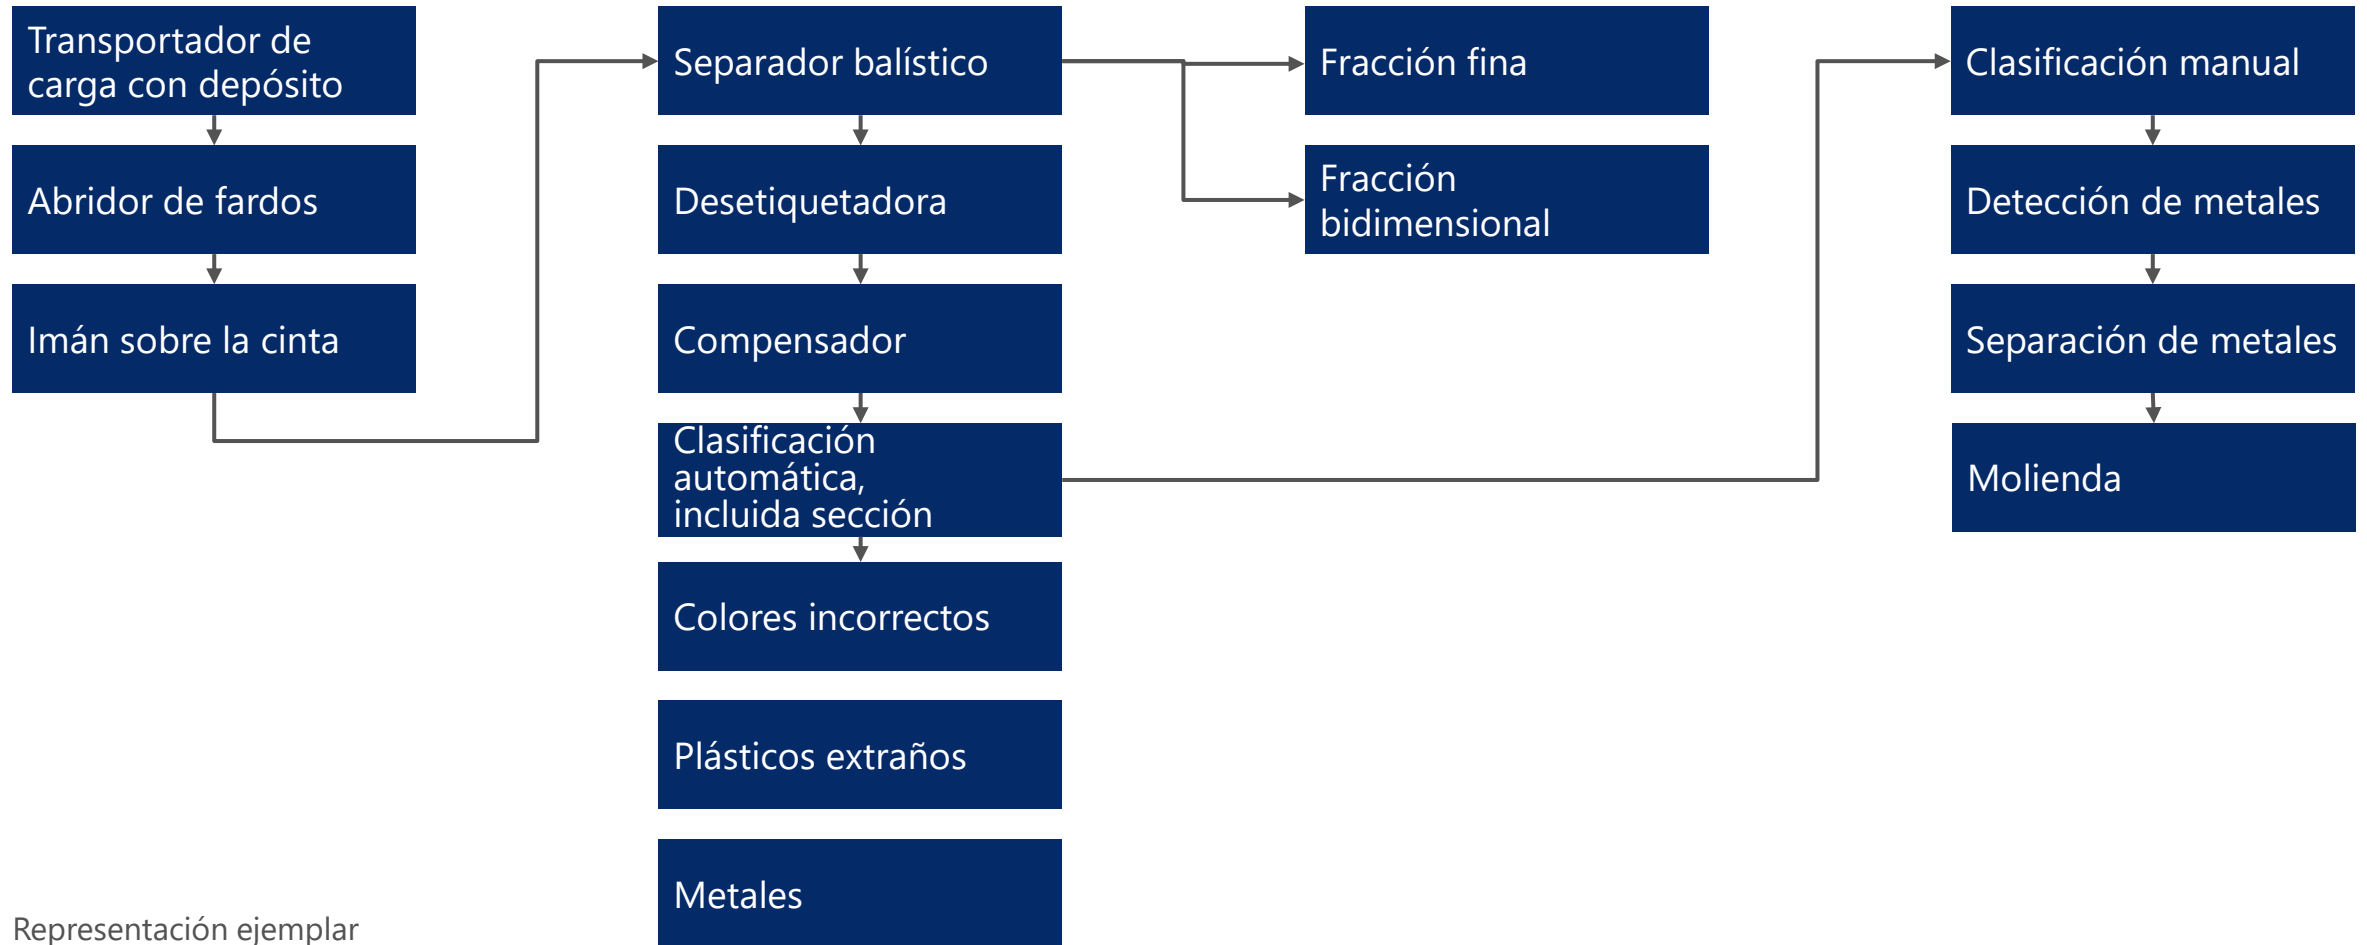 Transportador de
carga con depósito
Abridor de fardos
Imán sobre la cinta
Separador balístico
Desetiquetadora
Compensador
Clasificación
automática,
incluida sección
Colores incorrectos
Plásticos extraños
Metales
Fracción fina
Fracción
bidimensional
Clasificación manual
Detección de metales
Separación de metales
Molienda
Representación ejemplar